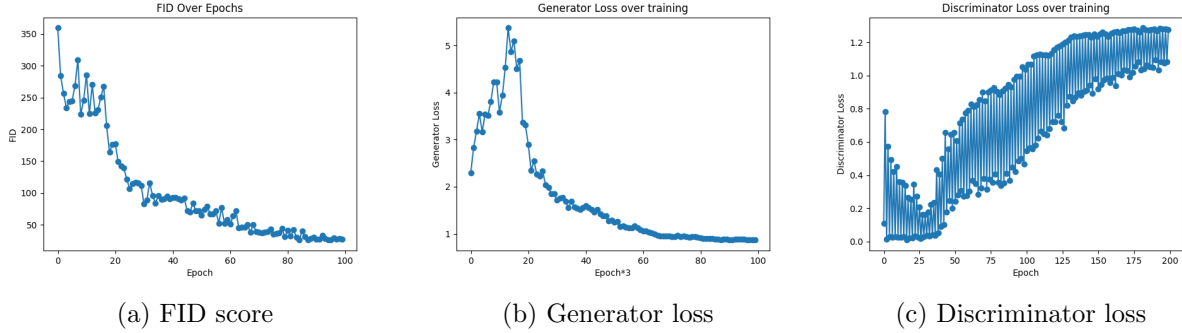 FID Over Epochs
350
300
250
200
150
100
50
FID
0 20 40 60 80 100
Epoch
(a) FID score
Generator Loss over training
5
4
3
2
1
Generator Loss
0 20 40 60 80 100
Epoch*3
(b) Generator loss
Discriminator Loss over training
1.2
1.0
0.8
0.6
0.4
0.2
0.0
Discriminator Loss
0 25 50 75 100 125 150 175 200
Epoch
(c) Discriminator loss